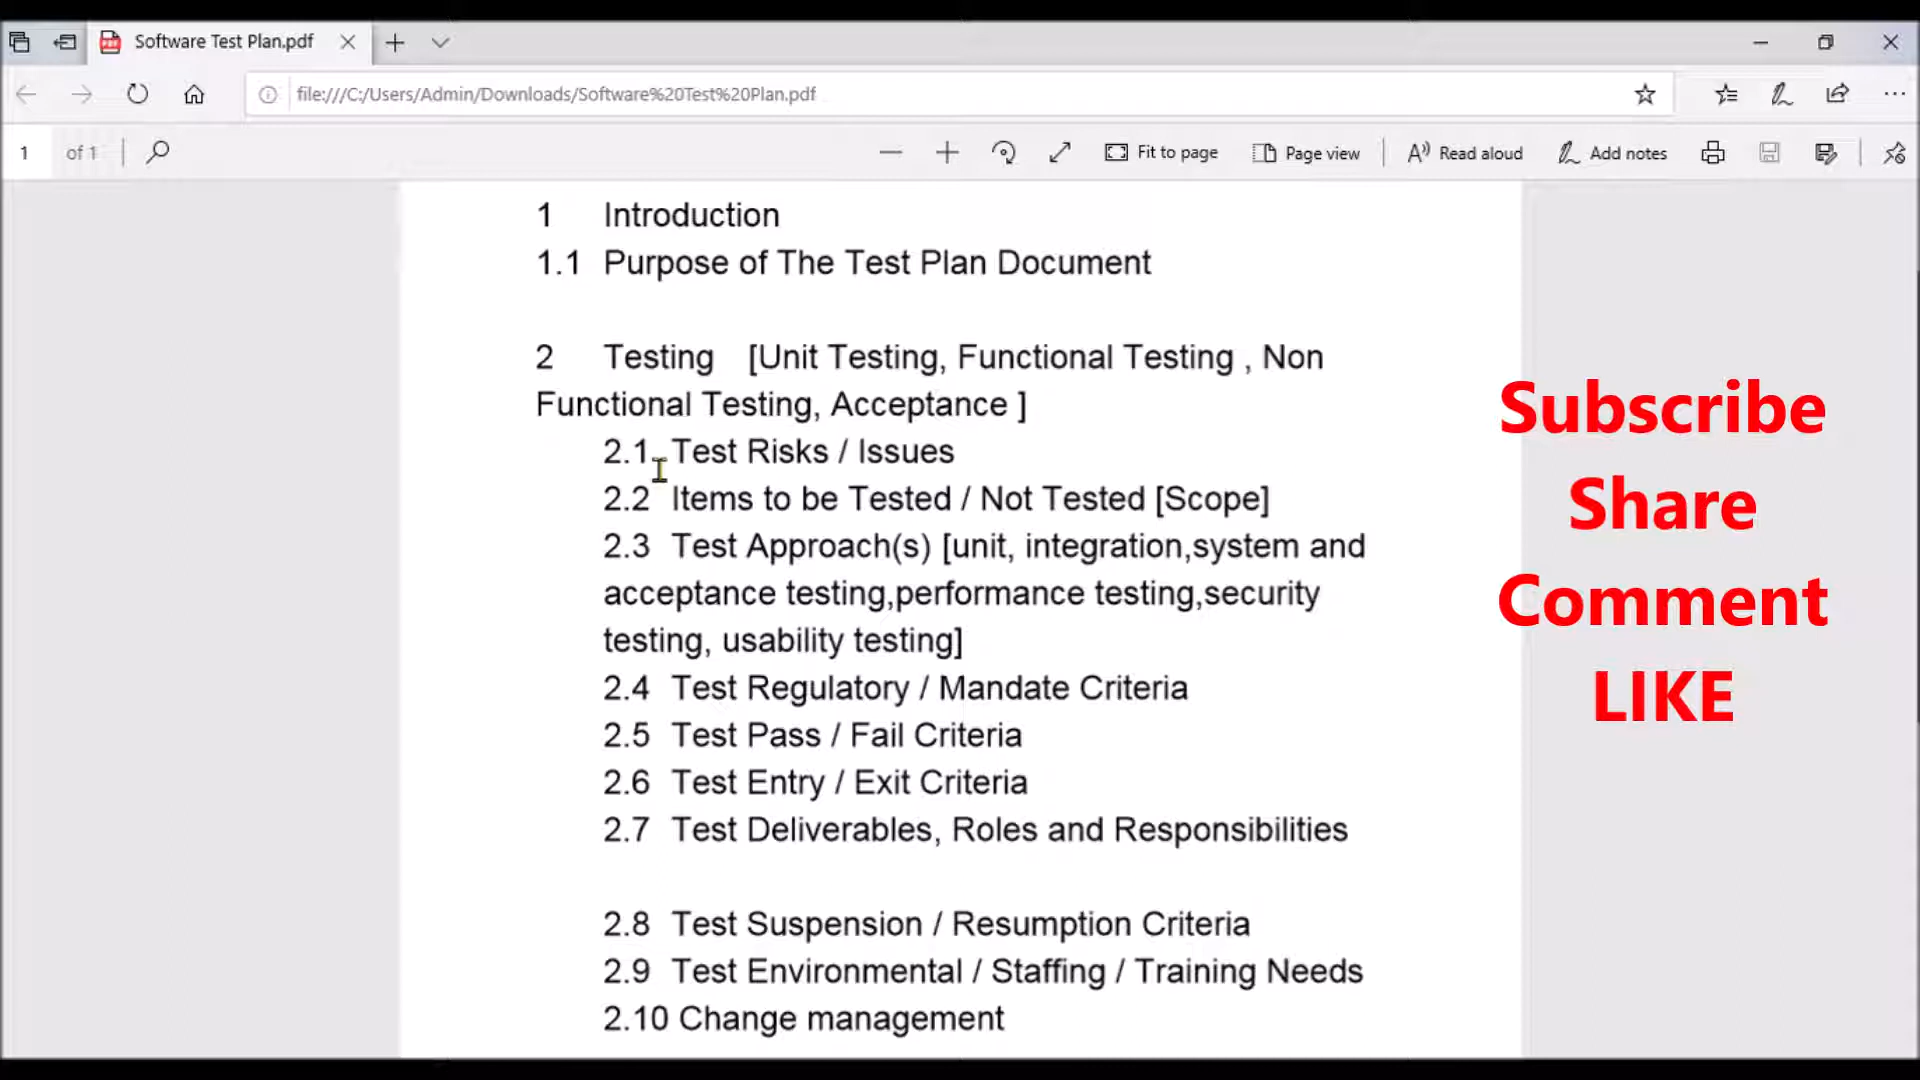 Software Test Plan.pdf
file:///C:/Users/Admin/Downloads/Software%20Test%20Plan.pdf
1 of 1
Fit to page
Page view
Read aloud
Add notes
1 Introduction
1.1 Purpose of The Test Plan Document
2 Testing [Unit Testing, Functional Testing , Non
Functional Testing, Acceptance ]
2.1 Test Risks / Issues
2.2 Items to be Tested / Not Tested [Scope]
2.3 Test Approach(s) [unit, integration,system and
acceptance testing,performance testing,security
testing, usability testing]
2.4 Test Regulatory / Mandate Criteria
2.5 Test Pass / Fail Criteria
2.6 Test Entry / Exit Criteria
2.7 Test Deliverables, Roles and Responsibilities
2.8 Test Suspension / Resumption Criteria
2.9 Test Environmental / Staffing / Training Needs
2.10 Change management
Subscribe
Share
Comment
LIKE